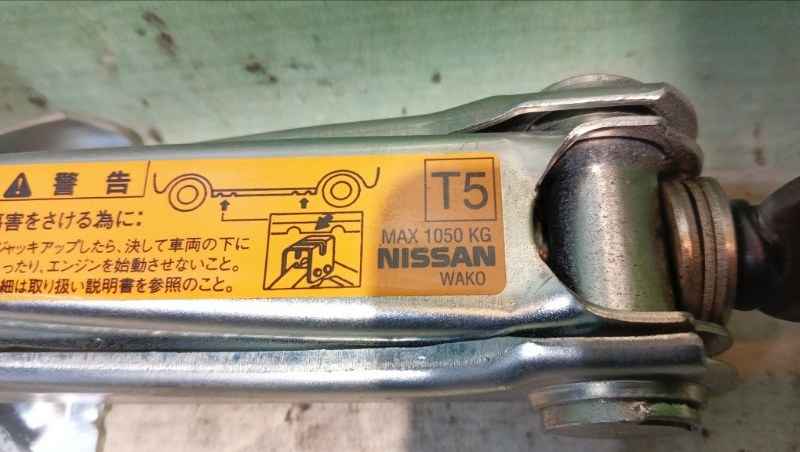 警告
害をさける為に:
ジャッキアップしたら、決して車両の下に
ったり、エンジンを始動させないこと。
細は取り扱い説明書を参照のこと。
T5
MAX 1050 KG
NISSAN
WAKO